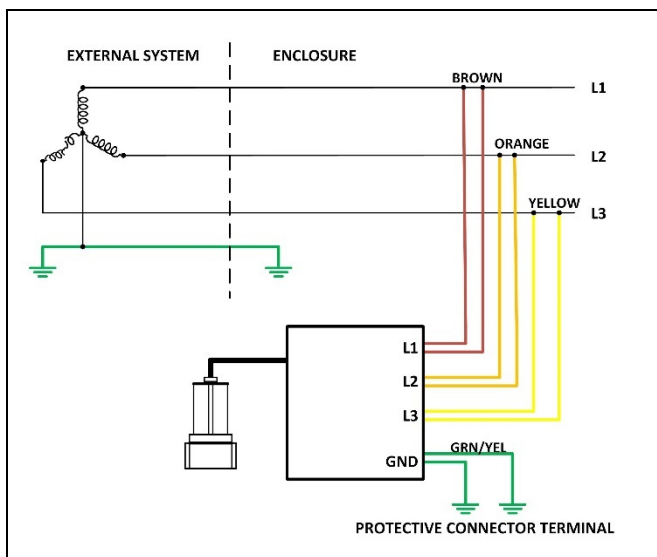 EXTERNAL SYSTEM
ENCLOSURE
BROWN
L1
ORANGE
L2
YELLOW
L3
L1
L2
L3
GRN/YEL
GND
PROTECTIVE CONNECTOR TERMINAL